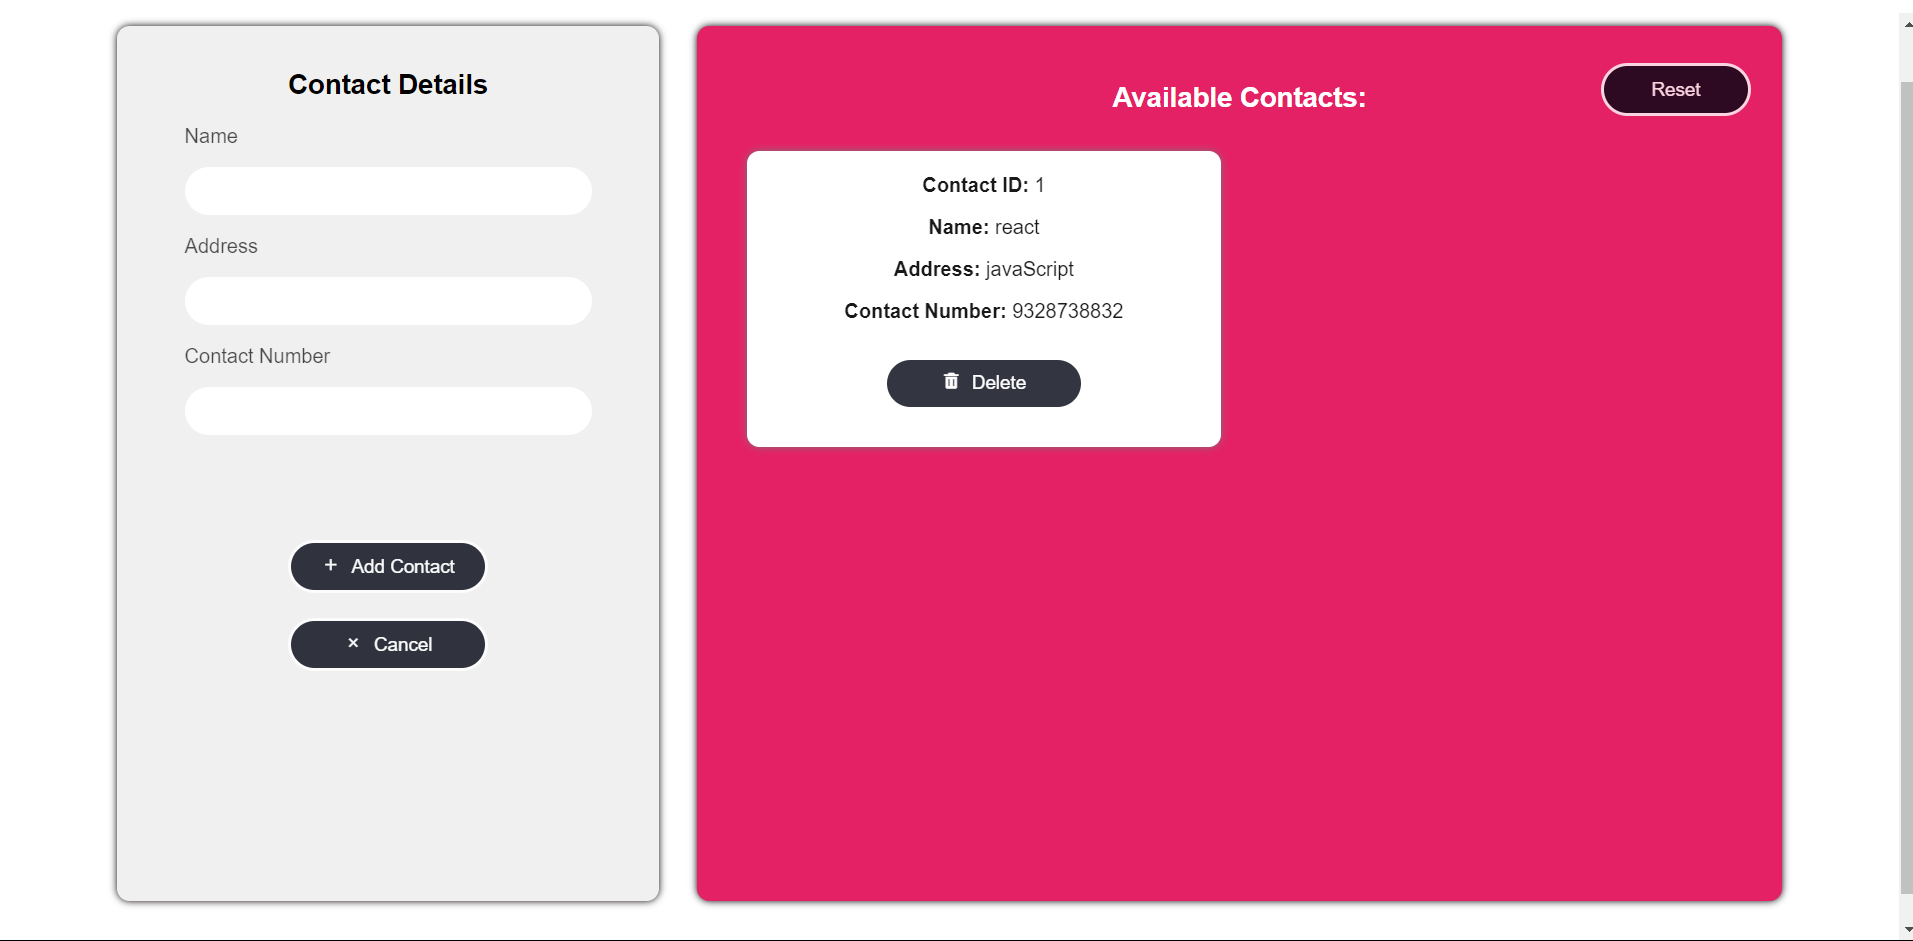 Contact Details
Name
Address
Contact Number
+ Add Contact
× Cancel
Available Contacts:
Reset
Contact ID: 1
Name: react
Address: javaScript
Contact Number: 9328738832
Delete